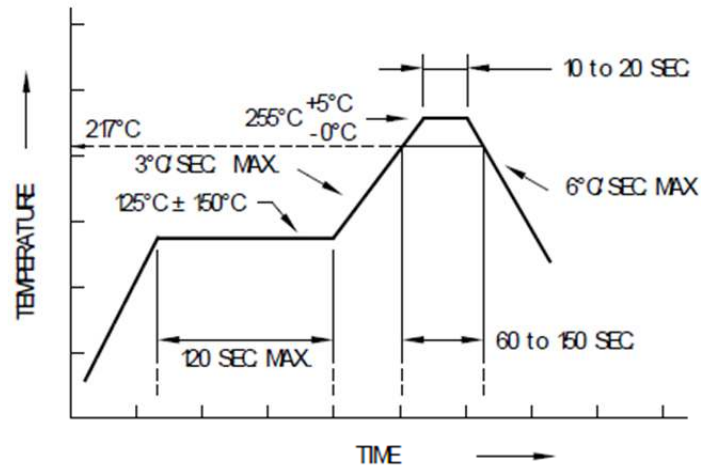 10 to 20 SEC.
+5°C
255°C
-0°C
217°C
3°C/SEC. MAX.
125°C ± 150°C
6°C/SEC. MAX.
TEMPERATURE
120 SEC. MAX.
60 to 150 SEC.
TIME